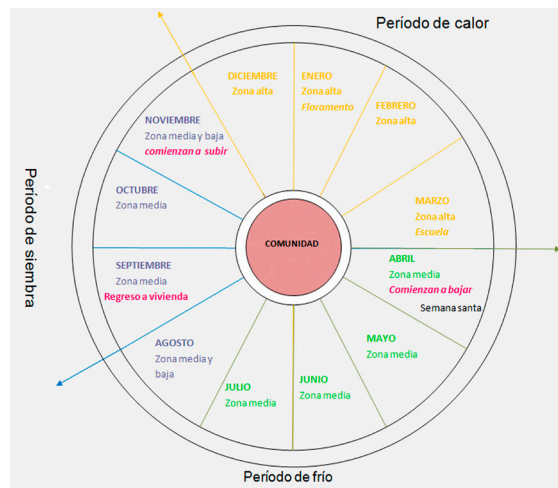 Período de calor
DICIEMBRE
Zona alta
ENERO
Zona alta
Floramento
FEBRERO
Zona alta
MARZO
Zona alta
Escuela
ABRIL
Zona media
Comienzan a bajar
Semana santa
MAYO
Zona media
JUNIO
Zona media
JULIO
Zona media
AGOSTO
Zona media y
baja
SEPTIEMBRE
Zona media
Regreso a vivienda
OCTUBRE
Zona media
NOVIEMBRE
Zona media y baja
comienzan a subir
COMUNIDAD
Periodo de siembra
Período de frío